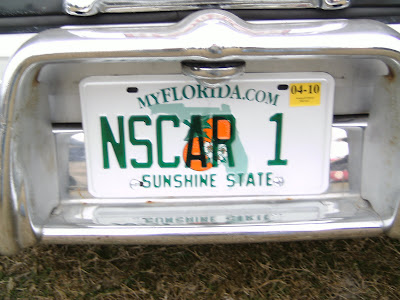 MYFLORIDA.COM
04-10
NSCAR 1
SUNSHINE STATE